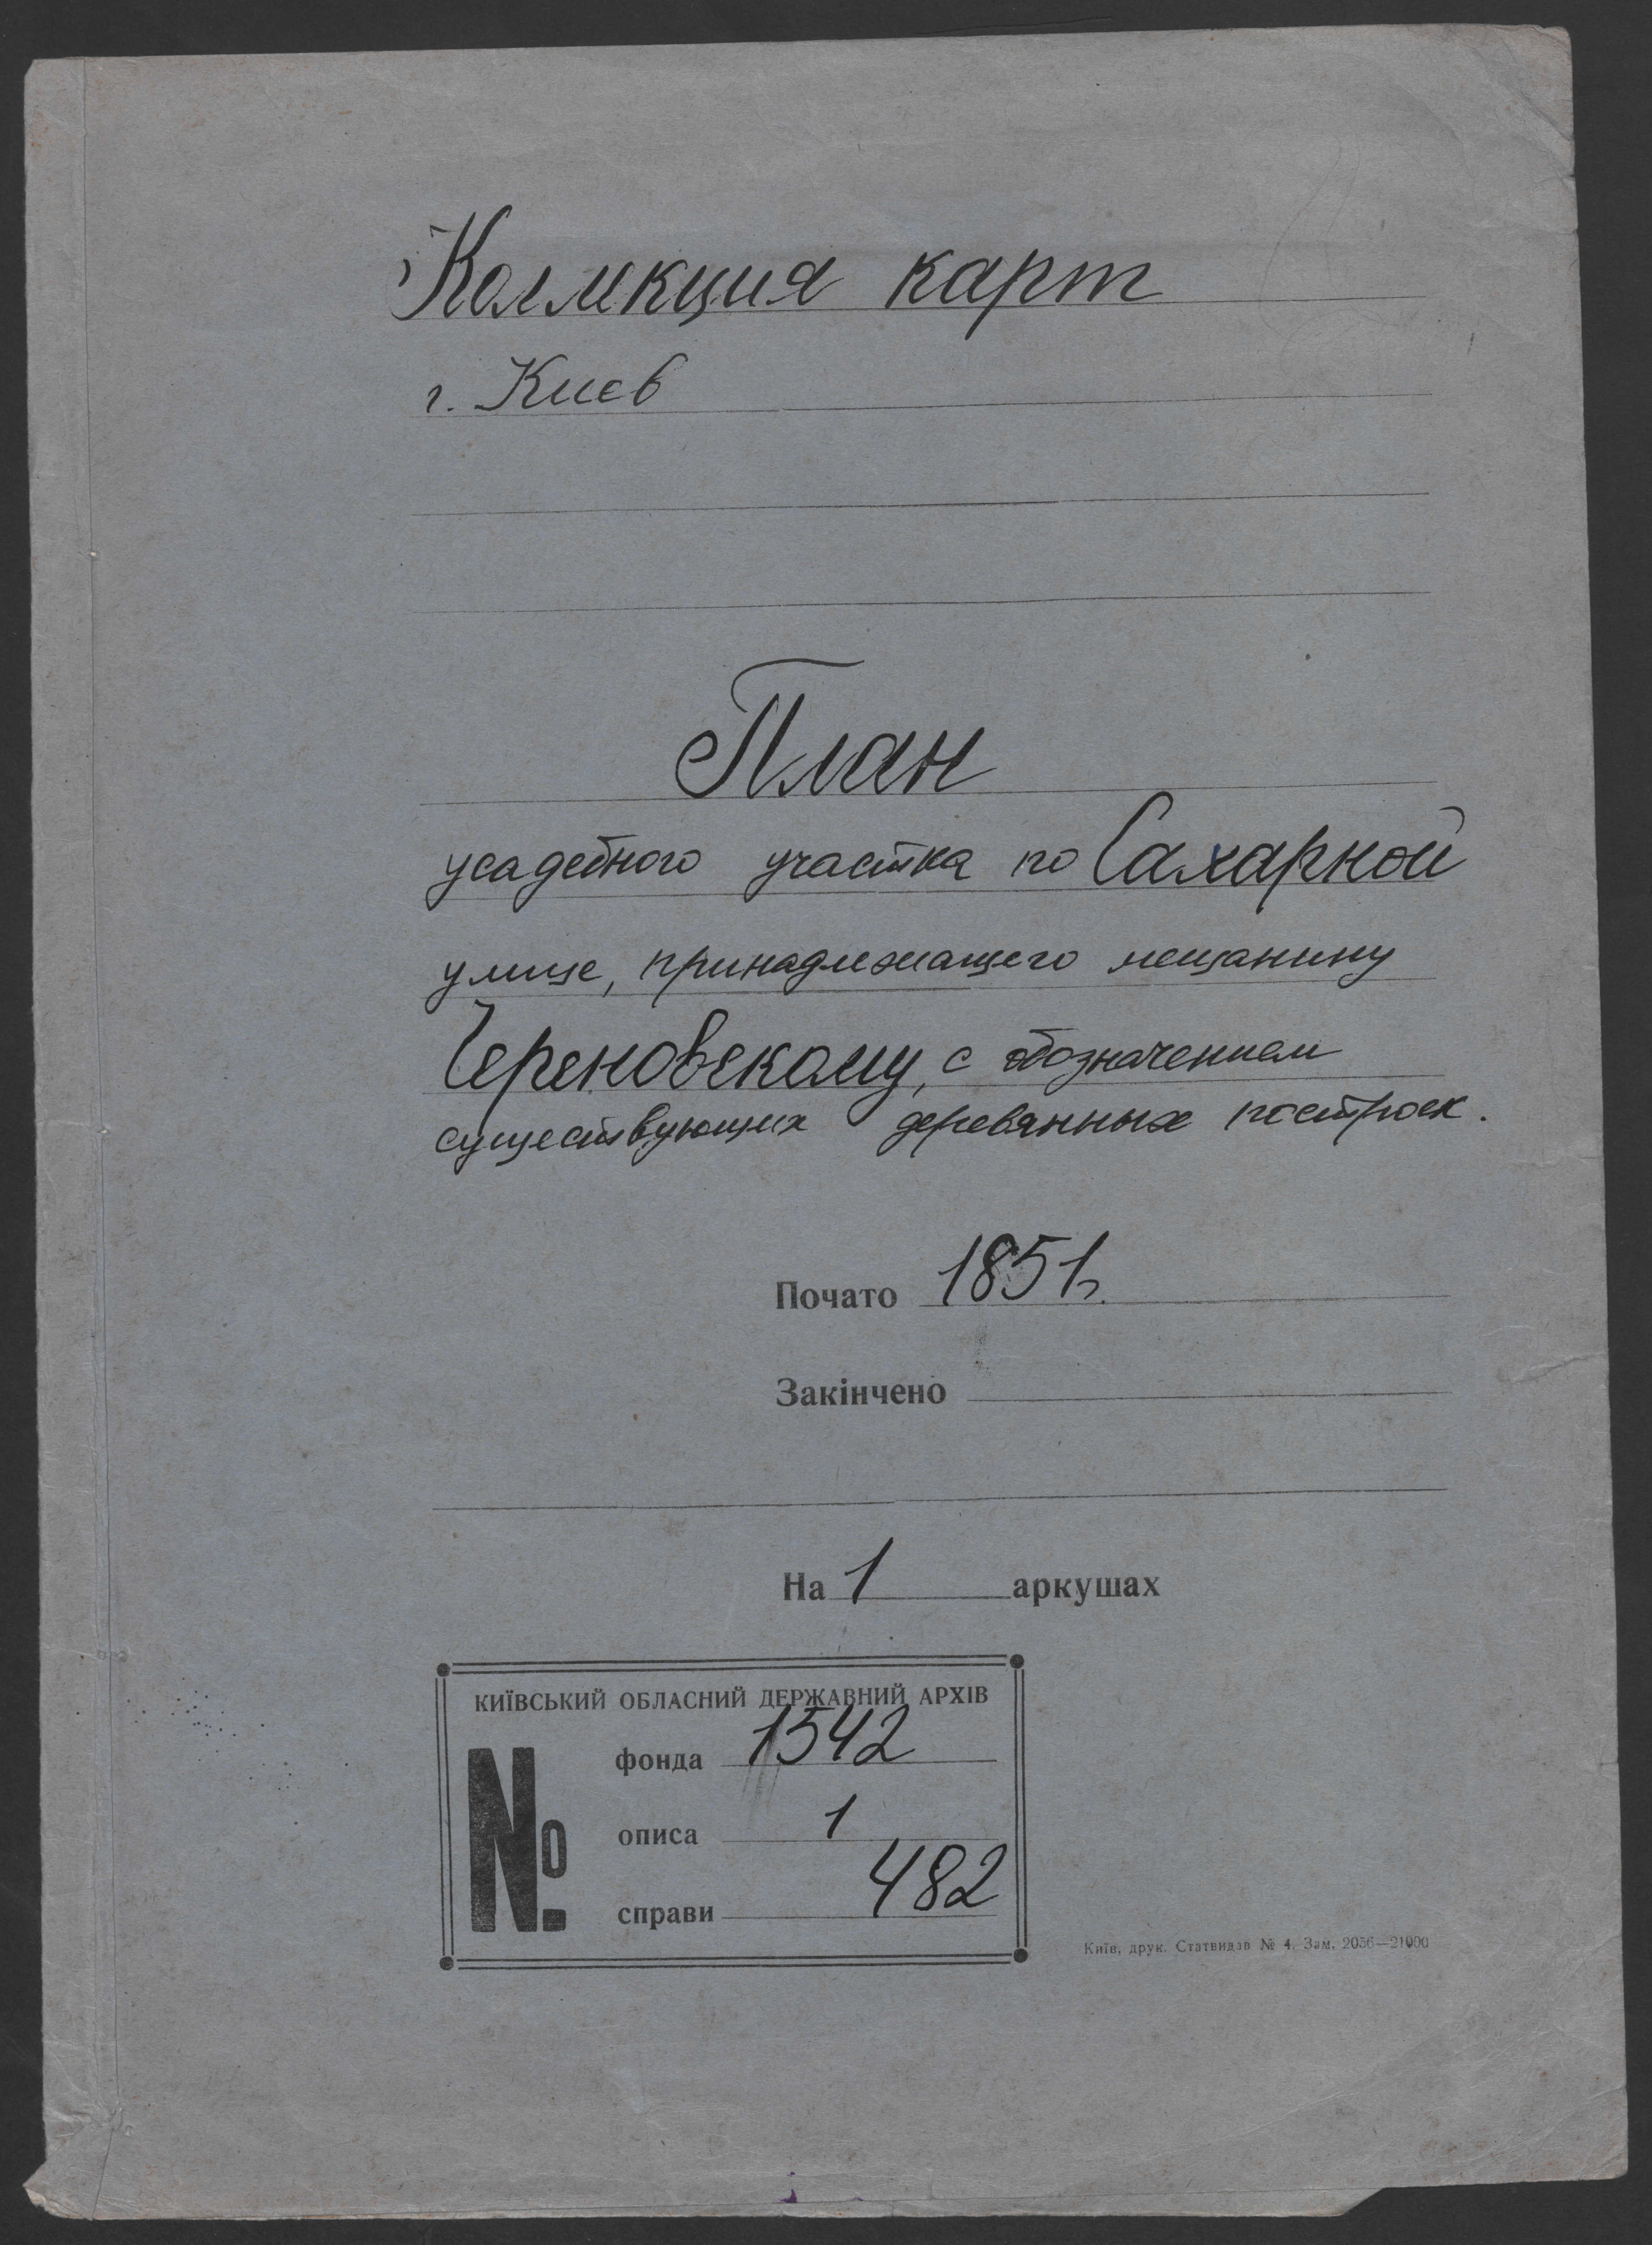 Коллекция карт
г. Киев
План
усадебного участка по Сахарной
улице, принадлежащего мещанину
Череновскому, с обозначением
существующих деревянных построек.
Почато 1851г.
Закінчено
На 1 аркушах
КИЇВСЬКИЙ ОБЛАСНИЙ ДЕРЖАВНИЙ АРХІВ
№ фонда 1542
описа 1
справи 482
Київ, друк. Статвидав № 4. Зам. 2056—21000